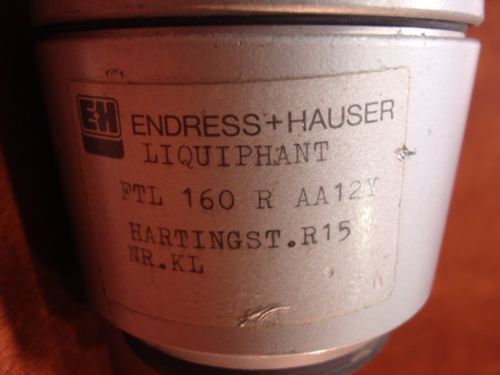 E+H ENDRESS+HAUSER
LIQUIPHANT
FTL 160 R AA12Y
HARTINGST.R15
NR.KL